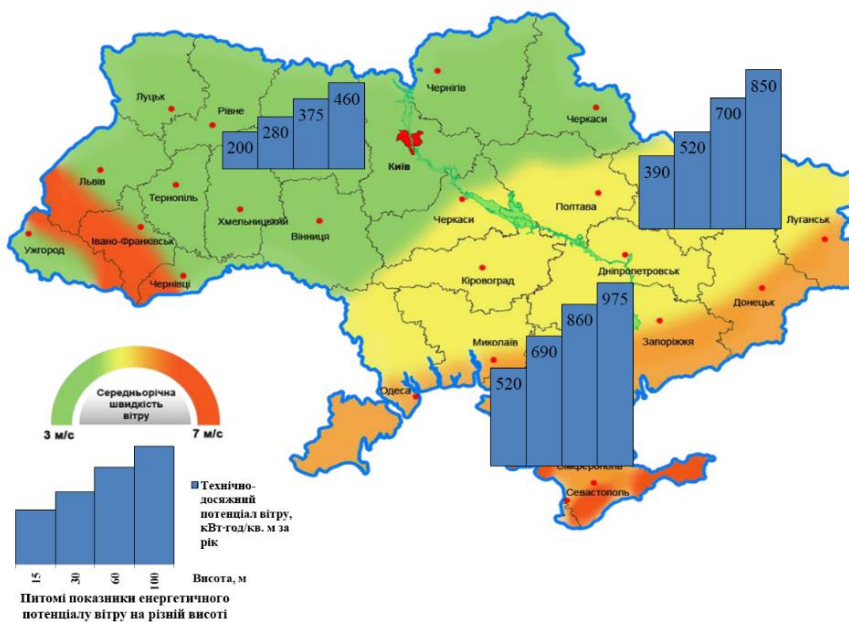 Чернігів
Луцьк
Рівне
Черкаси
Київ
Львів
Тернопіль
Хмельницький
Вінниця
Черкаси
Полтава
Луганськ
Ужгород
Івано-Франківськ
Чернівці
Кіровоград
Дніпропетровськ
Донецьк
Запоріжжя
Миколаїв
Одеса
Сімферополь
Севастополь
200
280
375
460
390
520
700
850
520
690
860
975
Середньорічна
швидкість
вітру
3 м/с
7 м/с
Технічно-
досяжний
потенціал вітру,
кВт·год/кв. м за
рік
15
30
60
100
Висота, м
Питомі показники енергетичного
потенціалу вітру на різній висоті